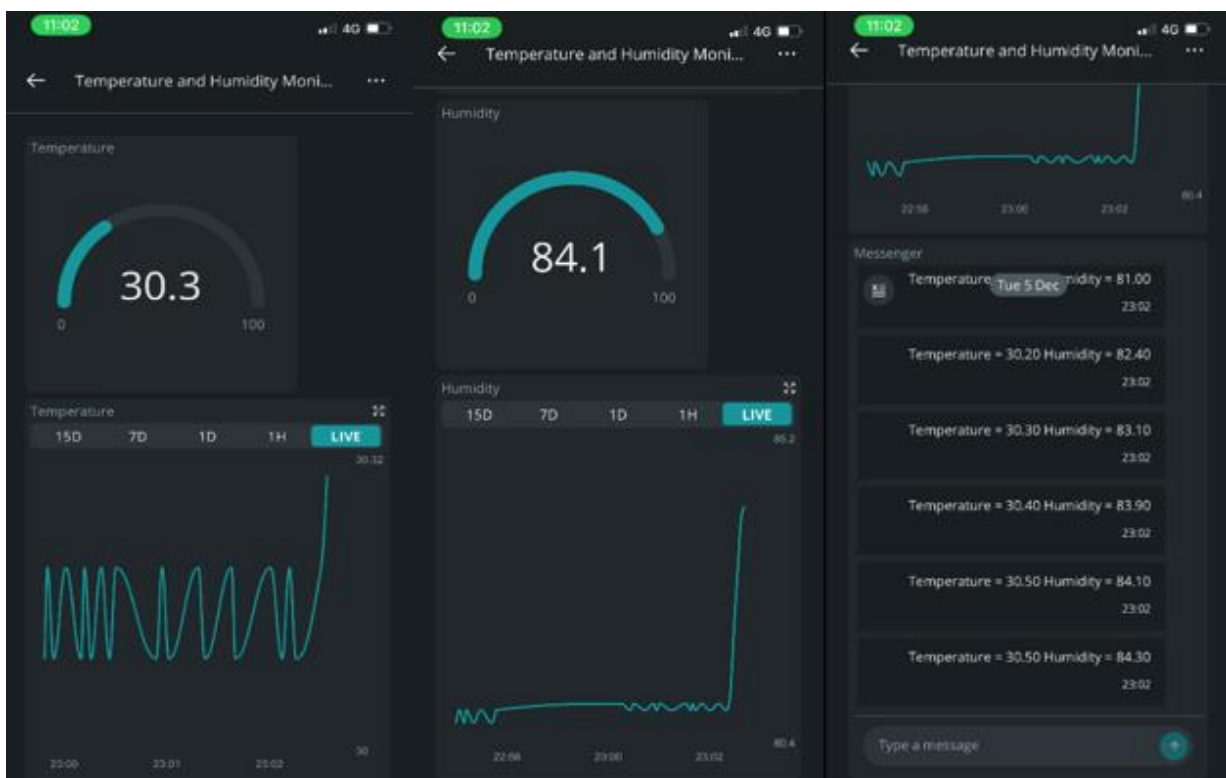 11:02
4G
Temperature and Humidity Moni...
Temperature
30.3
0
100
Temperature
15D 7D 1D 1H LIVE
30.32
30
23:00 23:01 23:02
11:02
4G
Temperature and Humidity Moni...
Humidity
84.1
0
100
Humidity
15D 7D 1D 1H LIVE
85.2
80.4
22:58 23:00 23:02
11:02
4G
Temperature and Humidity Moni...
80.4
22:58 23:00 23:02
Messenger
Temperature
Tue 5 Dec
= 81.00
23:02
Temperature = 30.20 Humidity = 82.40
23:02
Temperature = 30.30 Humidity = 83.10
23:02
Temperature = 30.40 Humidity = 83.90
23:02
Temperature = 30.50 Humidity = 84.10
23:02
Temperature = 30.50 Humidity = 84.30
23:02
Type a message